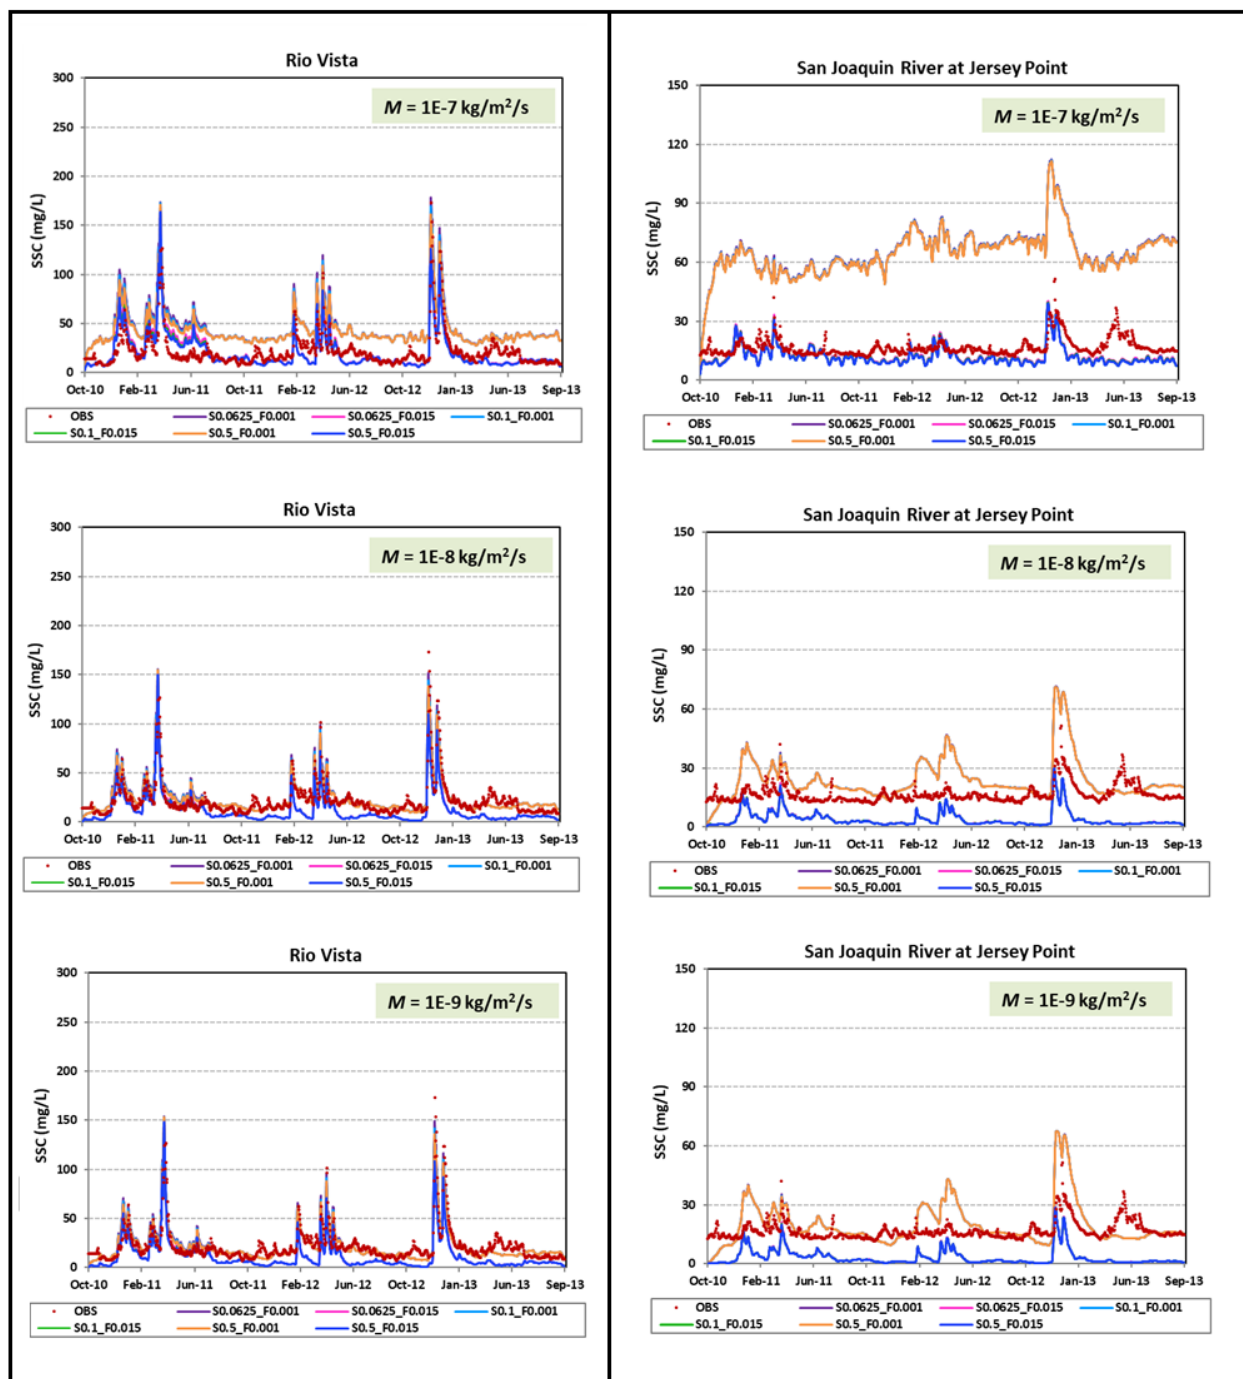 Rio Vista
M = 1E-7 kg/m²/s
SSC (mg/L)
300
250
200
150
100
50
0
Oct-10 Feb-11 Jun-11 Oct-11 Feb-12 Jun-12 Oct-12 Jan-13 Jun-13 Sep-13
OBS S0.0625_F0.001 S0.0625_F0.015 S0.1_F0.001
S0.1_F0.015 S0.5_F0.001 S0.5_F0.015
San Joaquin River at Jersey Point
M = 1E-7 kg/m²/s
SSC (mg/L)
150
120
90
60
30
0
Oct-10 Feb-11 Jun-11 Oct-11 Feb-12 Jun-12 Oct-12 Jan-13 Jun-13 Sep-13
OBS S0.0625_F0.001 S0.0625_F0.015 S0.1_F0.001
S0.1_F0.015 S0.5_F0.001 S0.5_F0.015
Rio Vista
M = 1E-8 kg/m²/s
SSC (mg/L)
300
250
200
150
100
50
0
Oct-10 Feb-11 Jun-11 Oct-11 Feb-12 Jun-12 Oct-12 Jan-13 Jun-13 Sep-13
OBS S0.0625_F0.001 S0.0625_F0.015 S0.1_F0.001
S0.1_F0.015 S0.5_F0.001 S0.5_F0.015
San Joaquin River at Jersey Point
M = 1E-8 kg/m²/s
SSC (mg/L)
150
120
90
60
30
0
Oct-10 Feb-11 Jun-11 Oct-11 Feb-12 Jun-12 Oct-12 Jan-13 Jun-13 Sep-13
OBS S0.0625_F0.001 S0.0625_F0.015 S0.1_F0.001
S0.1_F0.015 S0.5_F0.001 S0.5_F0.015
Rio Vista
M = 1E-9 kg/m²/s
SSC (mg/L)
300
250
200
150
100
50
0
Oct-10 Feb-11 Jun-11 Oct-11 Feb-12 Jun-12 Oct-12 Jan-13 Jun-13 Sep-13
OBS S0.0625_F0.001 S0.0625_F0.015 S0.1_F0.001
S0.1_F0.015 S0.5_F0.001 S0.5_F0.015
San Joaquin River at Jersey Point
M = 1E-9 kg/m²/s
SSC (mg/L)
150
120
90
60
30
0
Oct-10 Feb-11 Jun-11 Oct-11 Feb-12 Jun-12 Oct-12 Jan-13 Jun-13 Sep-13
OBS S0.0625_F0.001 S0.0625_F0.015 S0.1_F0.001
S0.1_F0.015 S0.5_F0.001 S0.5_F0.015